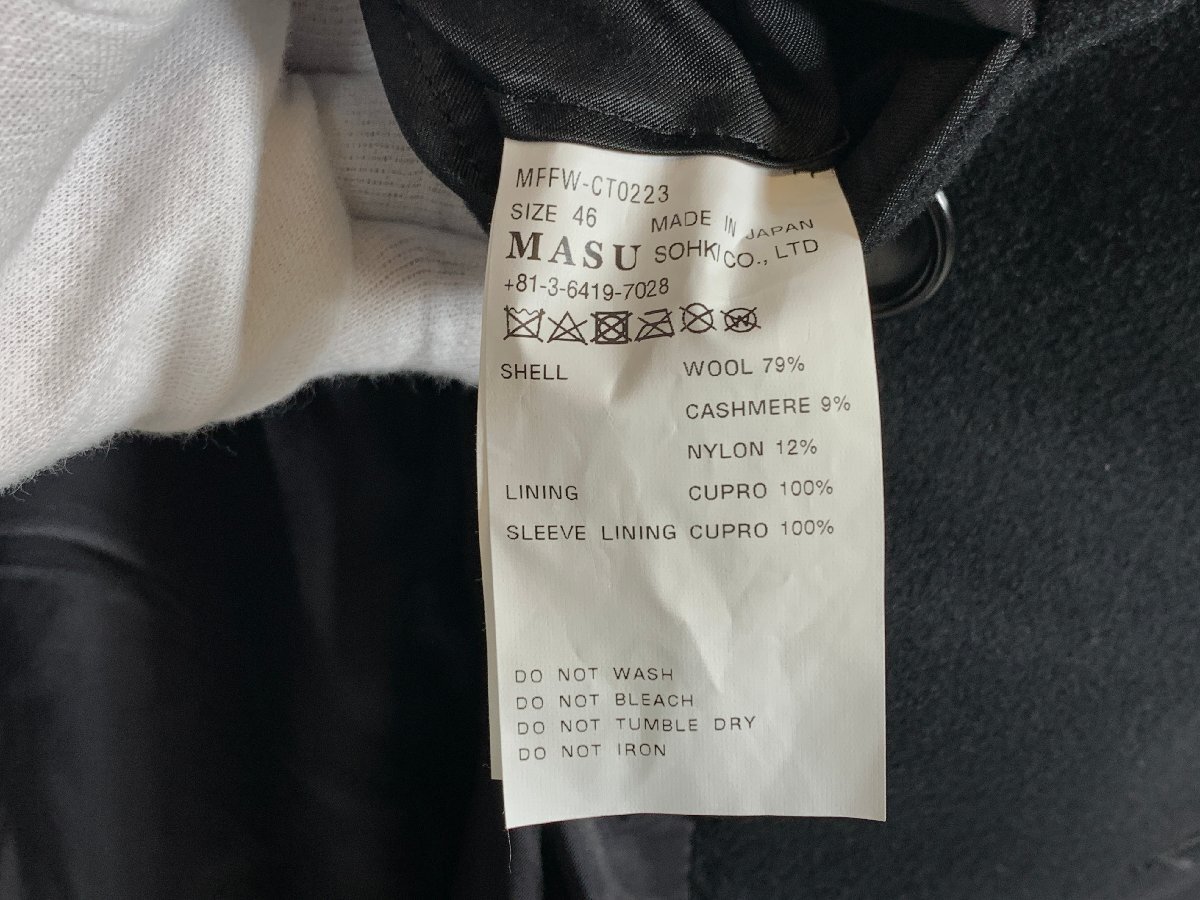 MFFW-CT0223
SIZE 46 MADE IN JAPAN
MASU SOHKI CO., LTD
+81-3-6419-7028
SHELL WOOL 79%
CASHMERE 9%
NYLON 12%
LINING CUPRO 100%
SLEEVE LINING CUPRO 100%
DO NOT WASH
DO NOT BLEACH
DO NOT TUMBLE DRY
DO NOT IRON